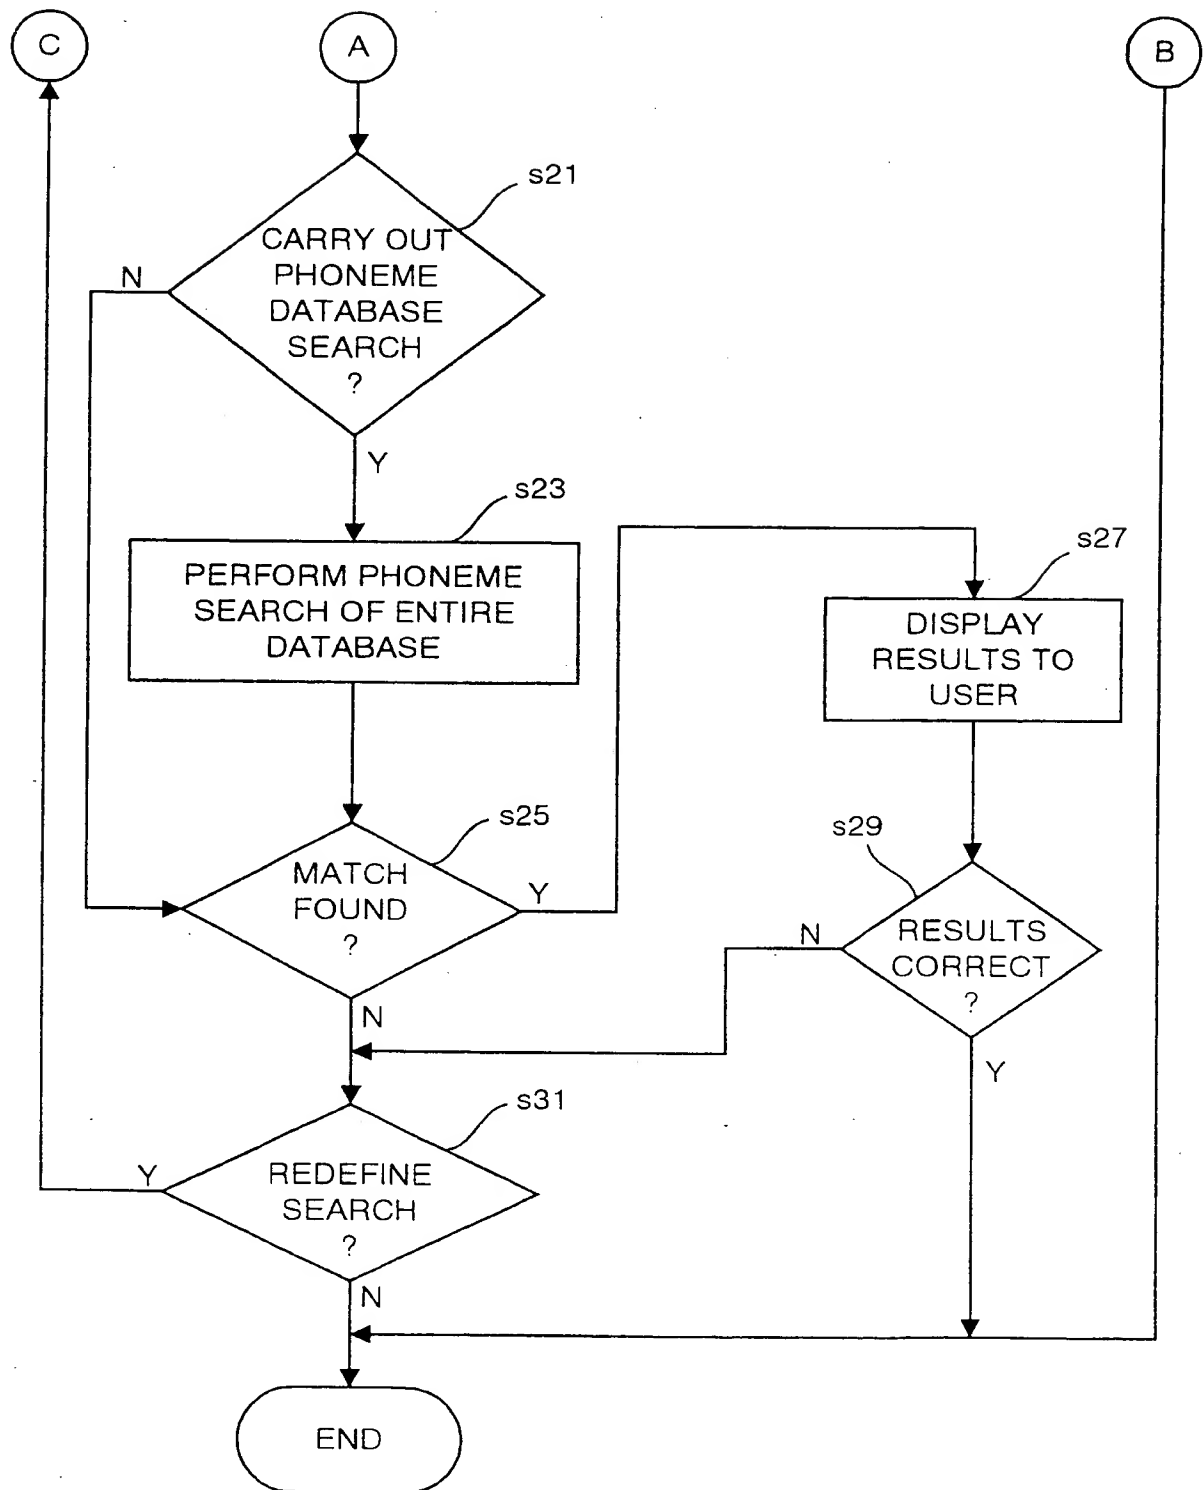 C
A
B
s21
CARRY OUT
PHONEME
DATABASE
SEARCH
?
N
Y
s23
PERFORM PHONEME
SEARCH OF ENTIRE
DATABASE
s27
DISPLAY
RESULTS TO
USER
s25
MATCH
FOUND
?
Y
N
s29
RESULTS
CORRECT
?
N
Y
s31
REDEFINE
SEARCH
?
Y
N
END